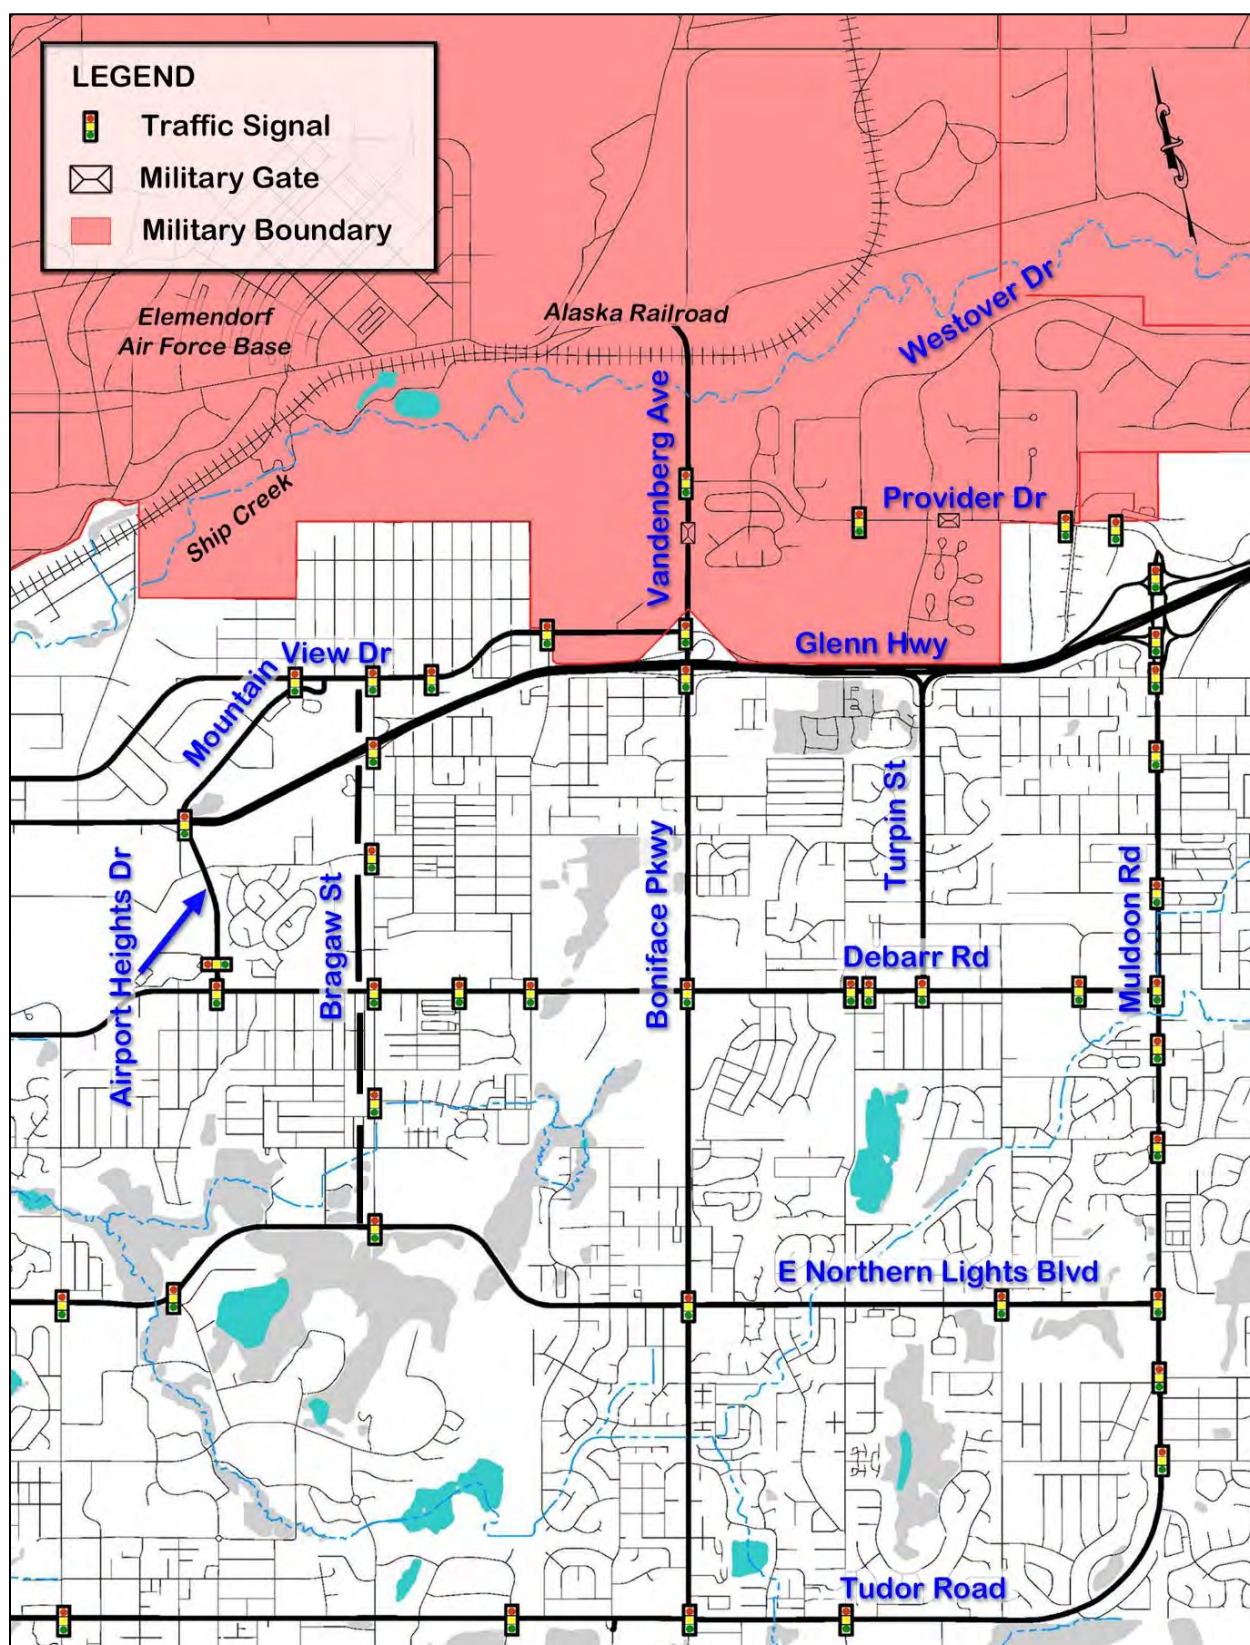 LEGEND
Traffic Signal
Military Gate
Military Boundary
Elemendorf
Air Force Base
Alaska Railroad
Westover Dr
Vandenberg Ave
Ship Creek
Provider Dr
Mountain
View Dr
Glenn Hwy
Turpin St
Airport Heights Dr
Bragaw St
Boniface Pkwy
Muldoon Rd
Debarr Rd
E Northern Lights Blvd
Tudor Road